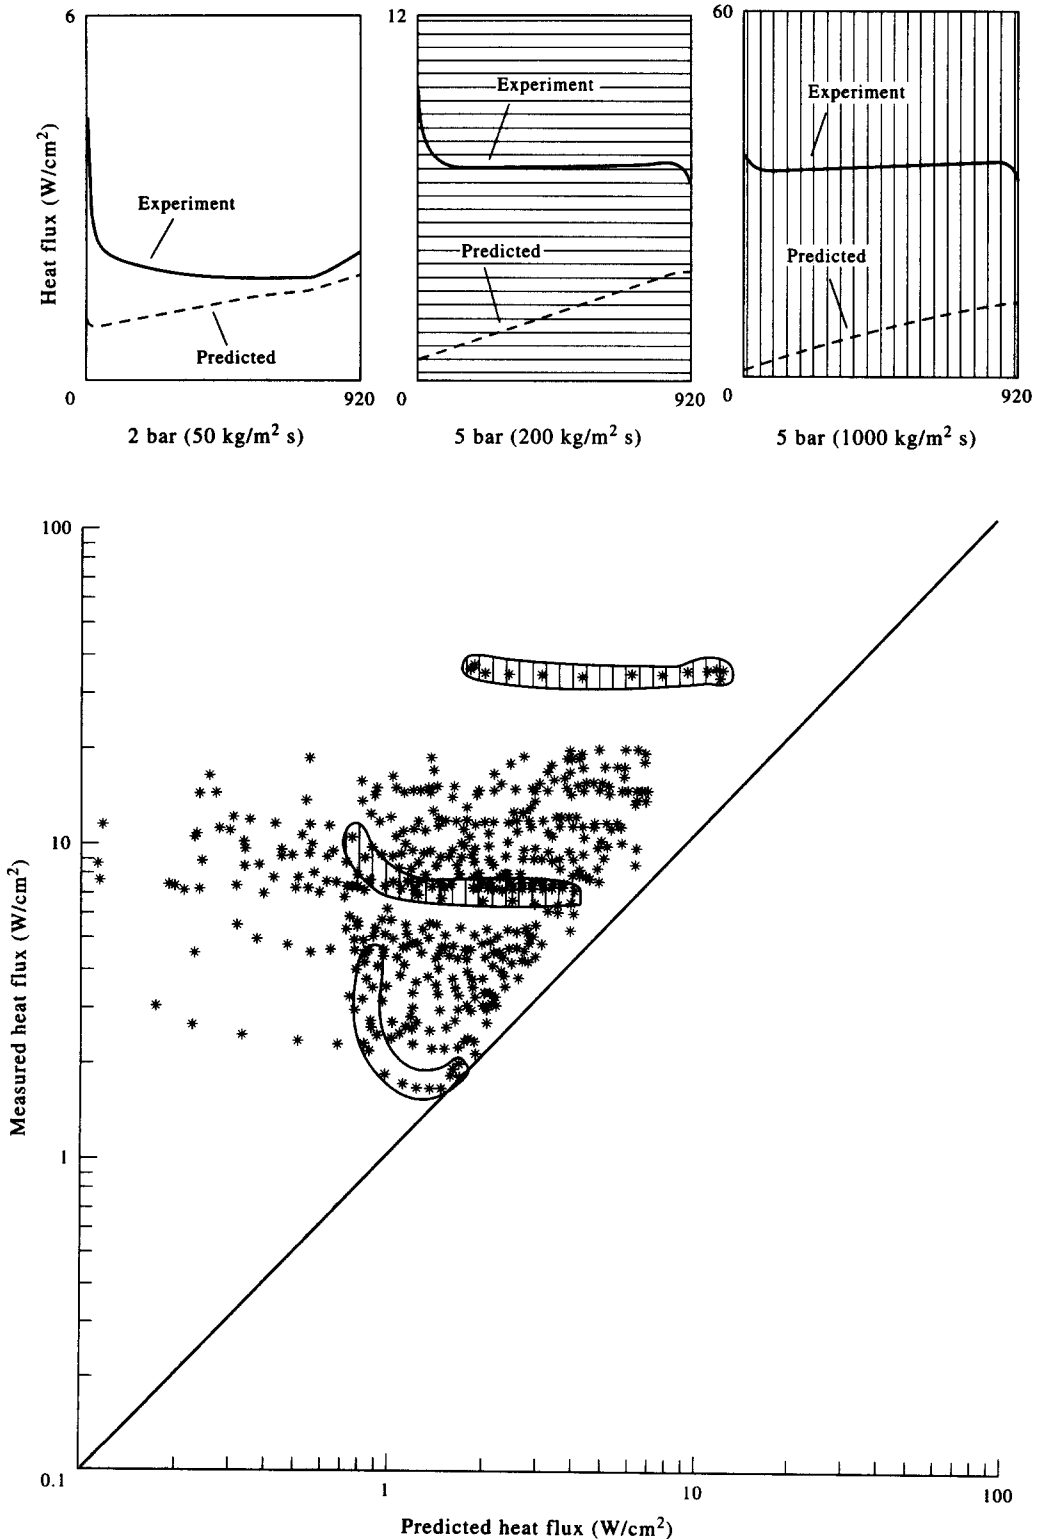 6
12
60
Heat flux (W/cm²)
Experiment
Predicted
Experiment
Predicted
Experiment
Predicted
0
920
0
920
0
920
2 bar (50 kg/m² s)
5 bar (200 kg/m² s)
5 bar (1000 kg/m² s)
100
10
1
0.1
Measured heat flux (W/cm²)
1
10
100
Predicted heat flux (W/cm²)